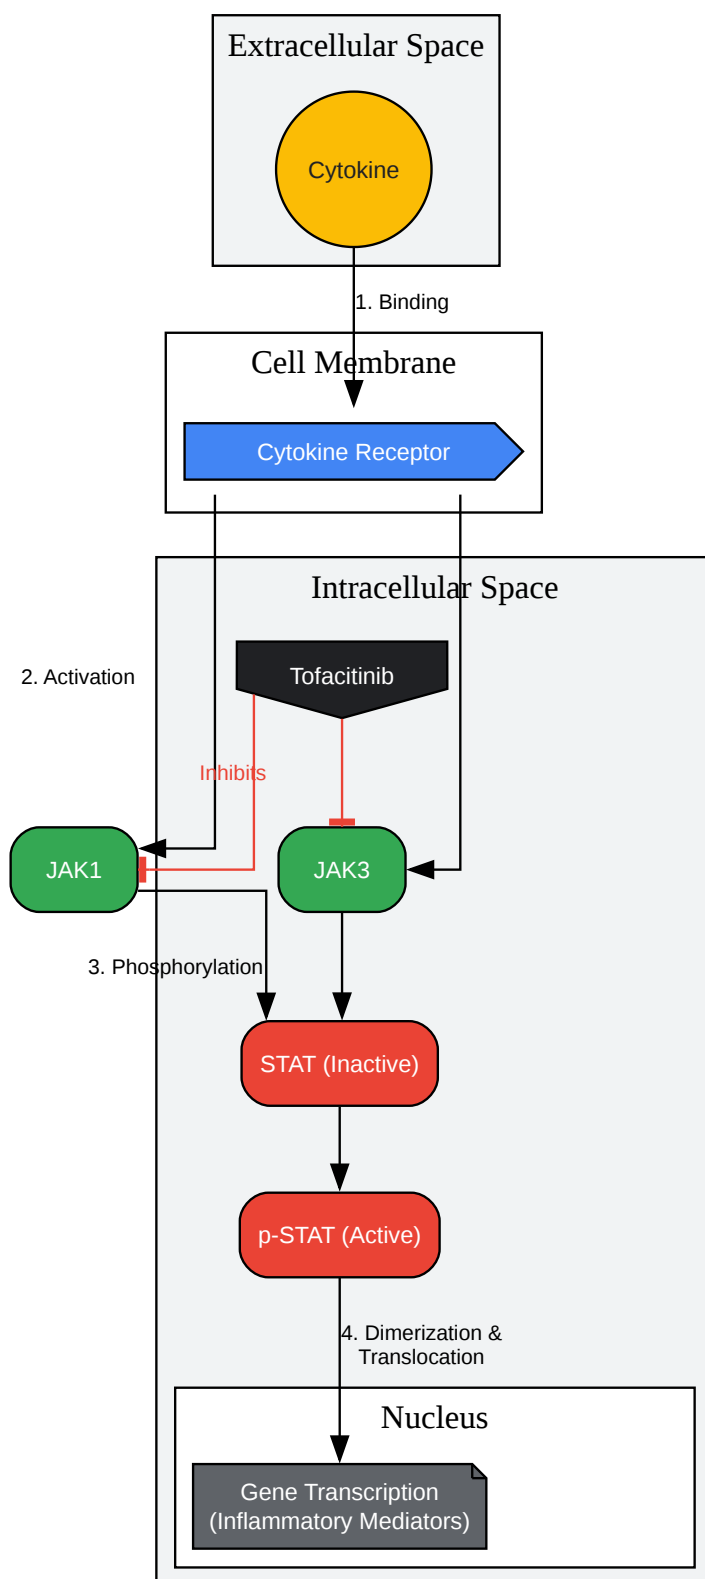 Extracellular Space
Cytokine
1. Binding
Cell Membrane
Cytokine Receptor
Intracellular Space
Tofacitinib
2. Activation
Inhibits
JAK1
JAK3
3. Phosphorylation
STAT (Inactive)
p-STAT (Active)
4. Dimerization &
Translocation
Nucleus
Gene Transcription
(Inflammatory Mediators)